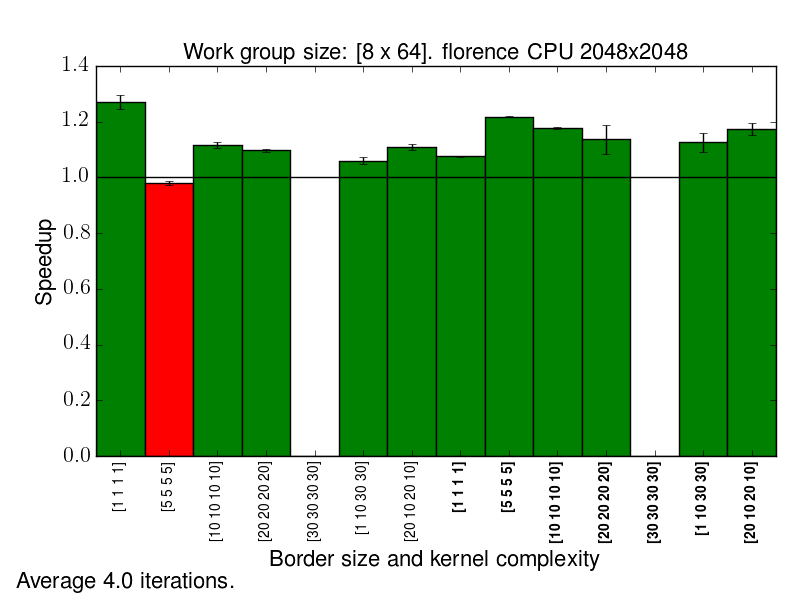 Work group size: [8 x 64]. florence CPU 2048x2048
1.4
1.2
1.0
0.8
0.6
0.4
0.2
0.0
Speedup
[1 1 1 1]
[5 5 5 5]
[10 10 10 10]
[20 20 20 20]
[30 30 30 30]
[1 10 30 30]
[20 10 20 10]
[1 1 1 1]
[5 5 5 5]
[10 10 10 10]
[20 20 20 20]
[30 30 30 30]
[1 10 30 30]
[20 10 20 10]
Border size and kernel complexity
Average 4.0 iterations.